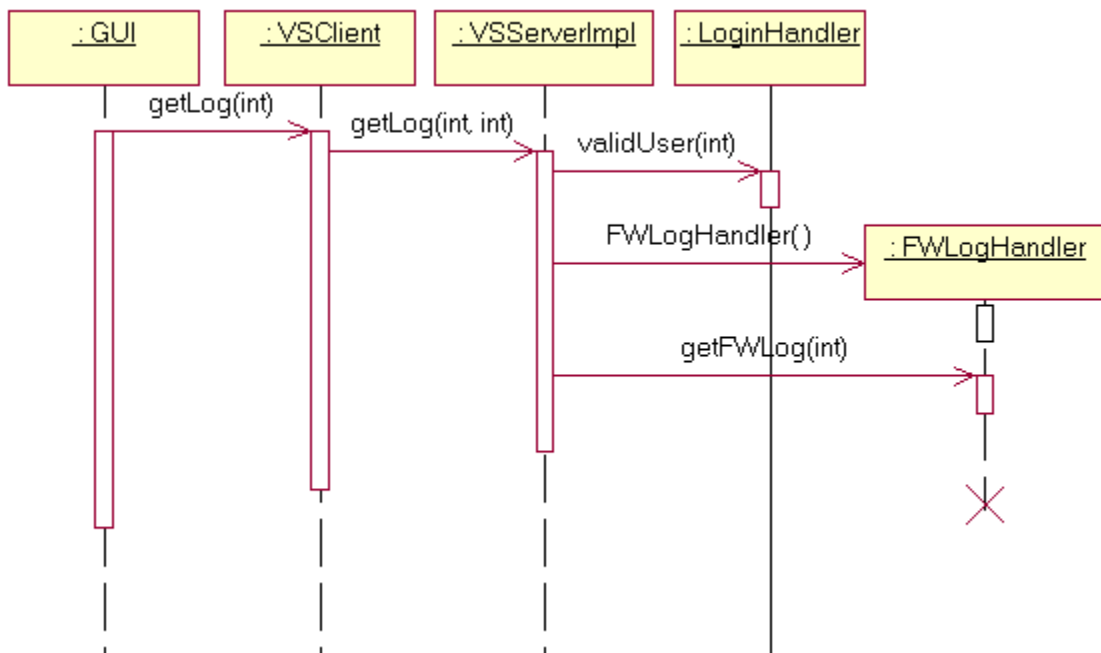 : GUI
: VSClient
: VSServerImpl
: LoginHandler
getLog(int)
getLog(int, int)
validUser(int)
FWLogHandler( )
: FWLogHandler
getFWLog(int)